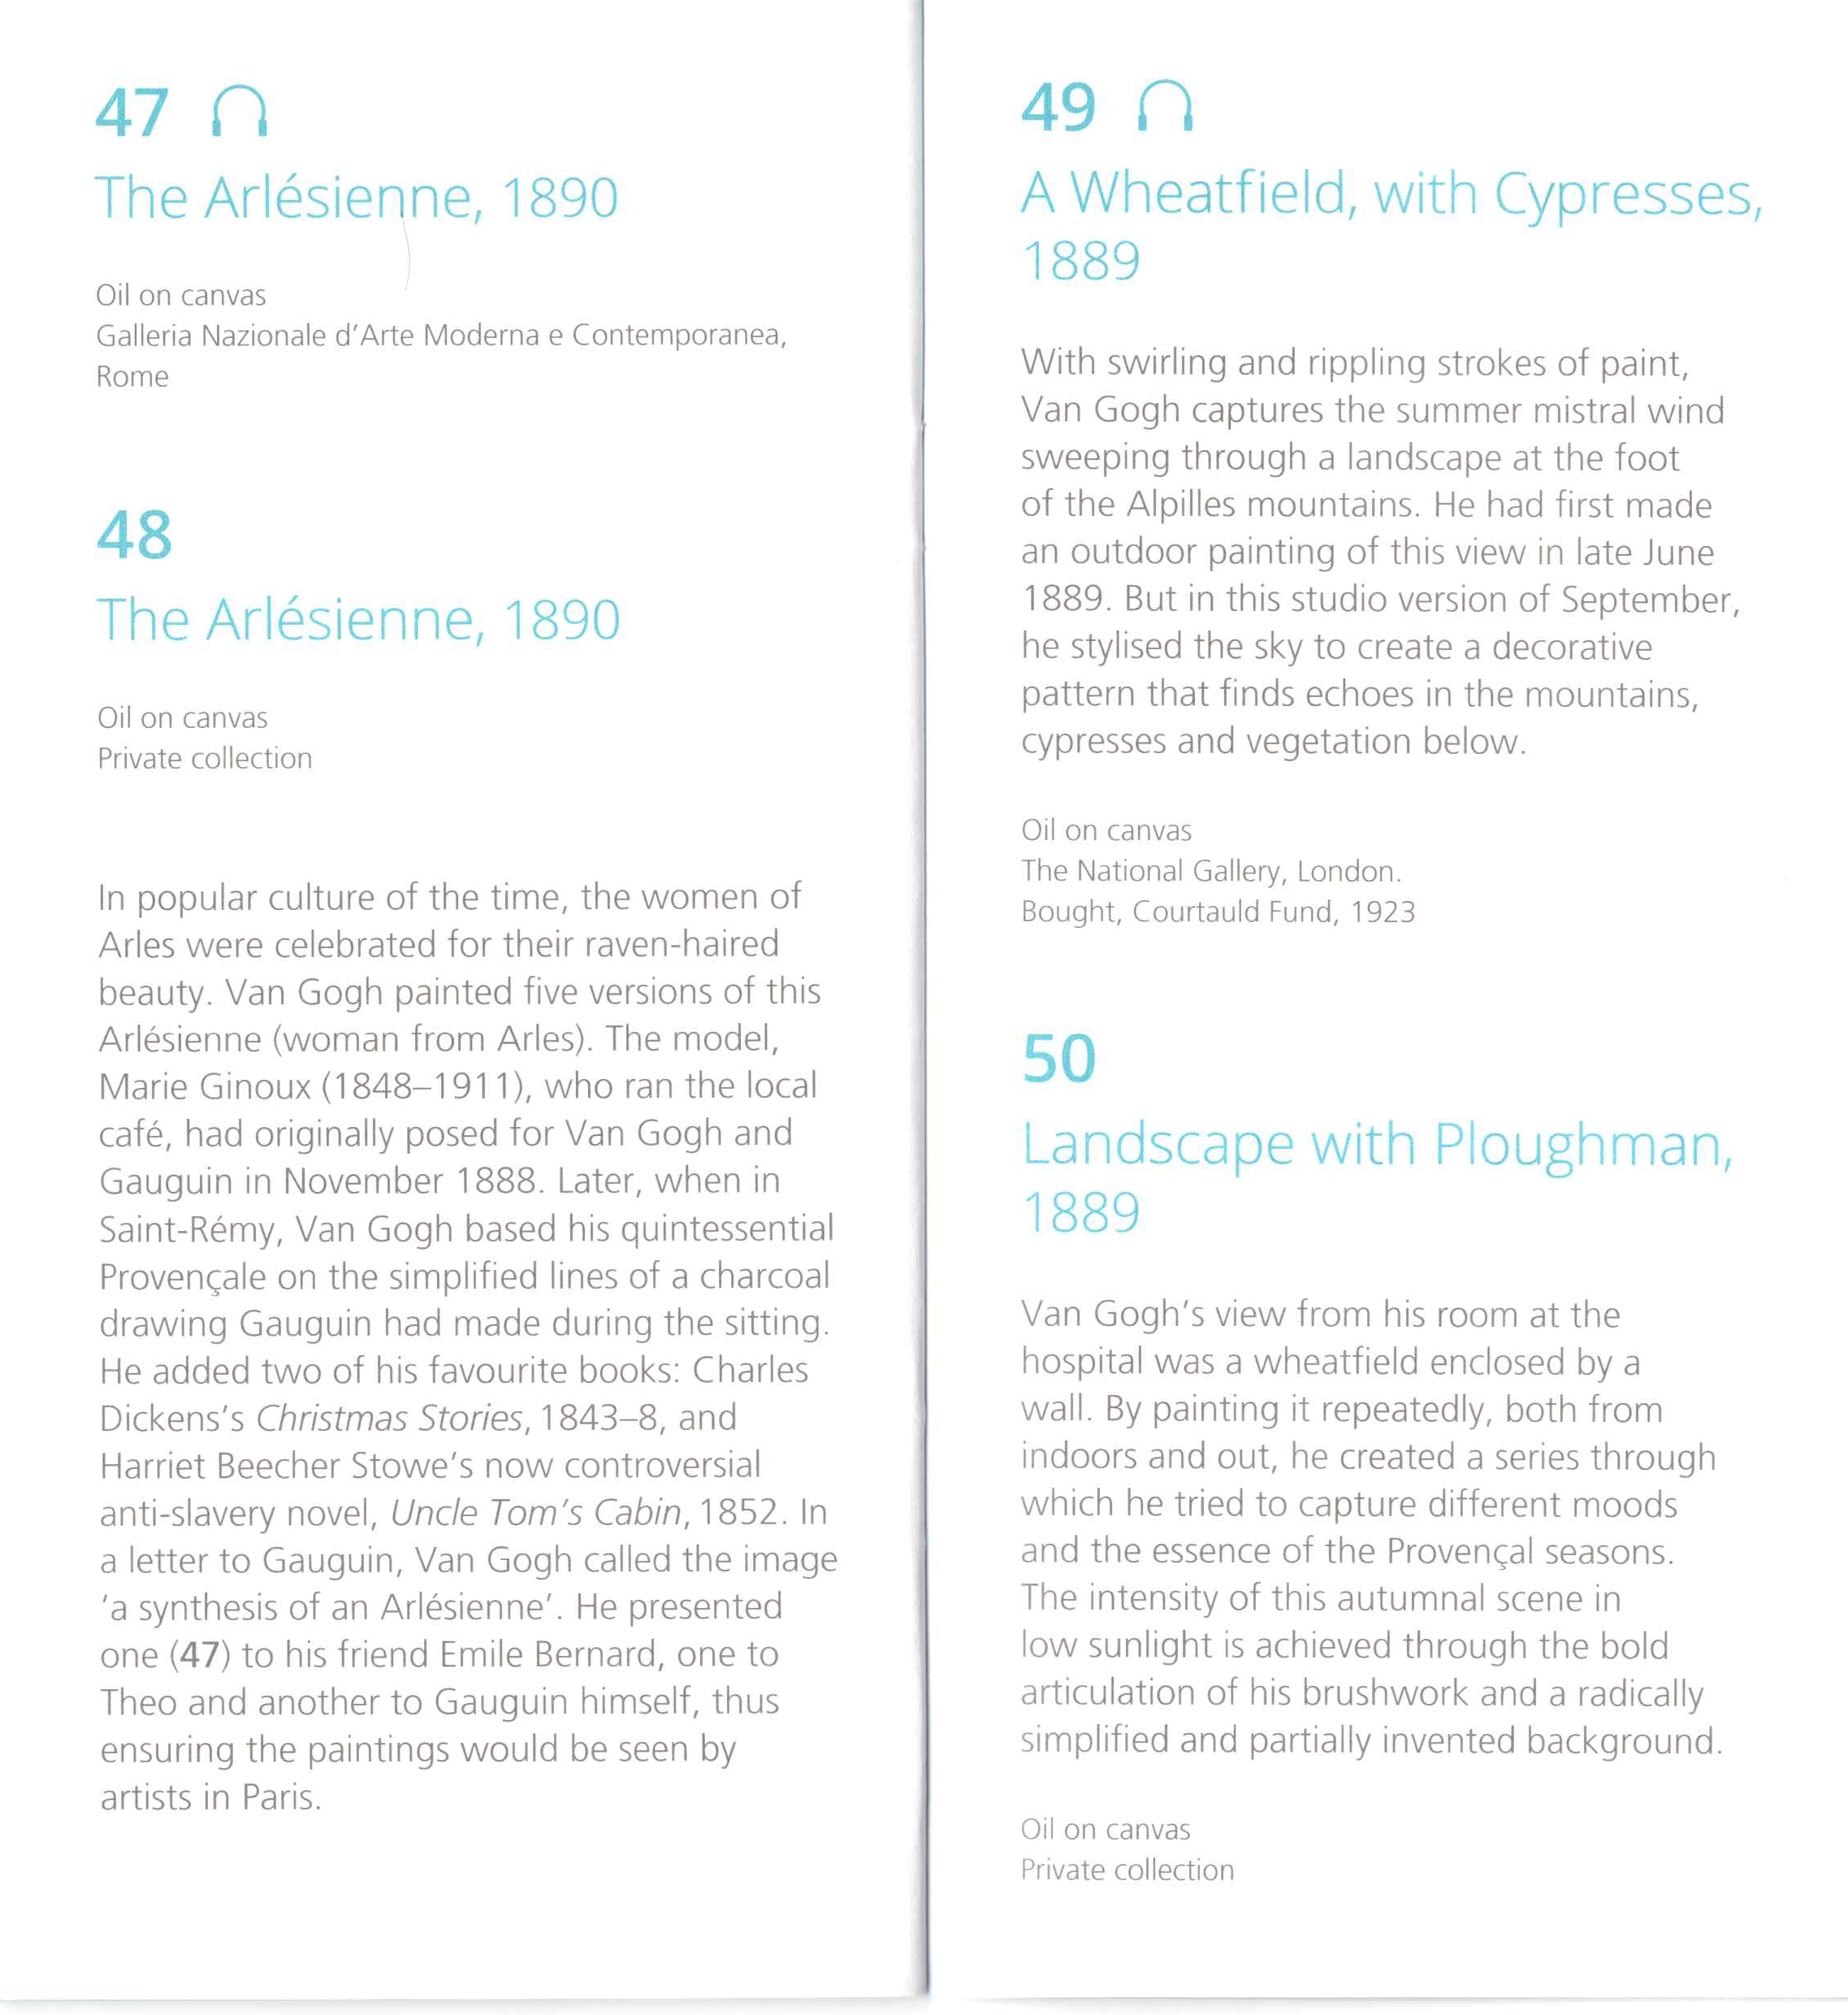 47
The Arlésienne, 1890
Oil on canvas
Galleria Nazionale d'Arte Moderna e Contemporanea,
Rome
48
The Arlésienne, 1890
Oil on canvas
Private collection
In popular culture of the time, the women of
Arles were celebrated for their raven-haired
beauty. Van Gogh painted five versions of this
Arlésienne (woman from Arles). The model,
Marie Ginoux (1848–1911), who ran the local
café, had originally posed for Van Gogh and
Gauguin in November 1888. Later, when in
Saint-Rémy, Van Gogh based his quintessential
Provençale on the simplified lines of a charcoal
drawing Gauguin had made during the sitting.
He added two of his favourite books: Charles
Dickens's Christmas Stories, 1843–8, and
Harriet Beecher Stowe's now controversial
anti-slavery novel, Uncle Tom's Cabin, 1852. In
a letter to Gauguin, Van Gogh called the image
'a synthesis of an Arlésienne'. He presented
one (47) to his friend Emile Bernard, one to
Theo and another to Gauguin himself, thus
ensuring the paintings would be seen by
artists in Paris.
49
A Wheatfield, with Cypresses,
1889
With swirling and rippling strokes of paint,
Van Gogh captures the summer mistral wind
sweeping through a landscape at the foot
of the Alpilles mountains. He had first made
an outdoor painting of this view in late June
1889. But in this studio version of September,
he stylised the sky to create a decorative
pattern that finds echoes in the mountains,
cypresses and vegetation below.
Oil on canvas
The National Gallery, London.
Bought, Courtauld Fund, 1923
50
Landscape with Ploughman,
1889
Van Gogh's view from his room at the
hospital was a wheatfield enclosed by a
wall. By painting it repeatedly, both from
indoors and out, he created a series through
which he tried to capture different moods
and the essence of the Provençal seasons.
The intensity of this autumnal scene in
low sunlight is achieved through the bold
articulation of his brushwork and a radically
simplified and partially invented background.
Oil on canvas
Private collection